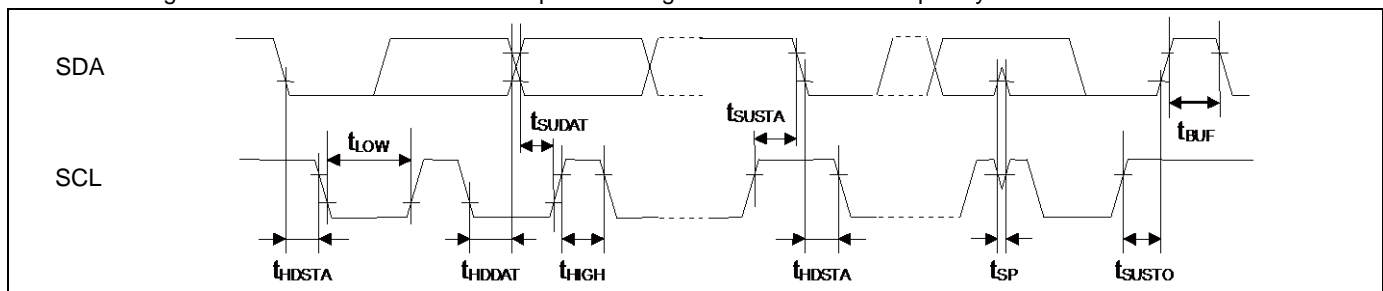 SDA
SCL
tLOW
tSUDAT
tSUSTA
tBUF
tHDSTA
tHDDAT
tHIGH
tHDSTA
tSP
tSUSTO